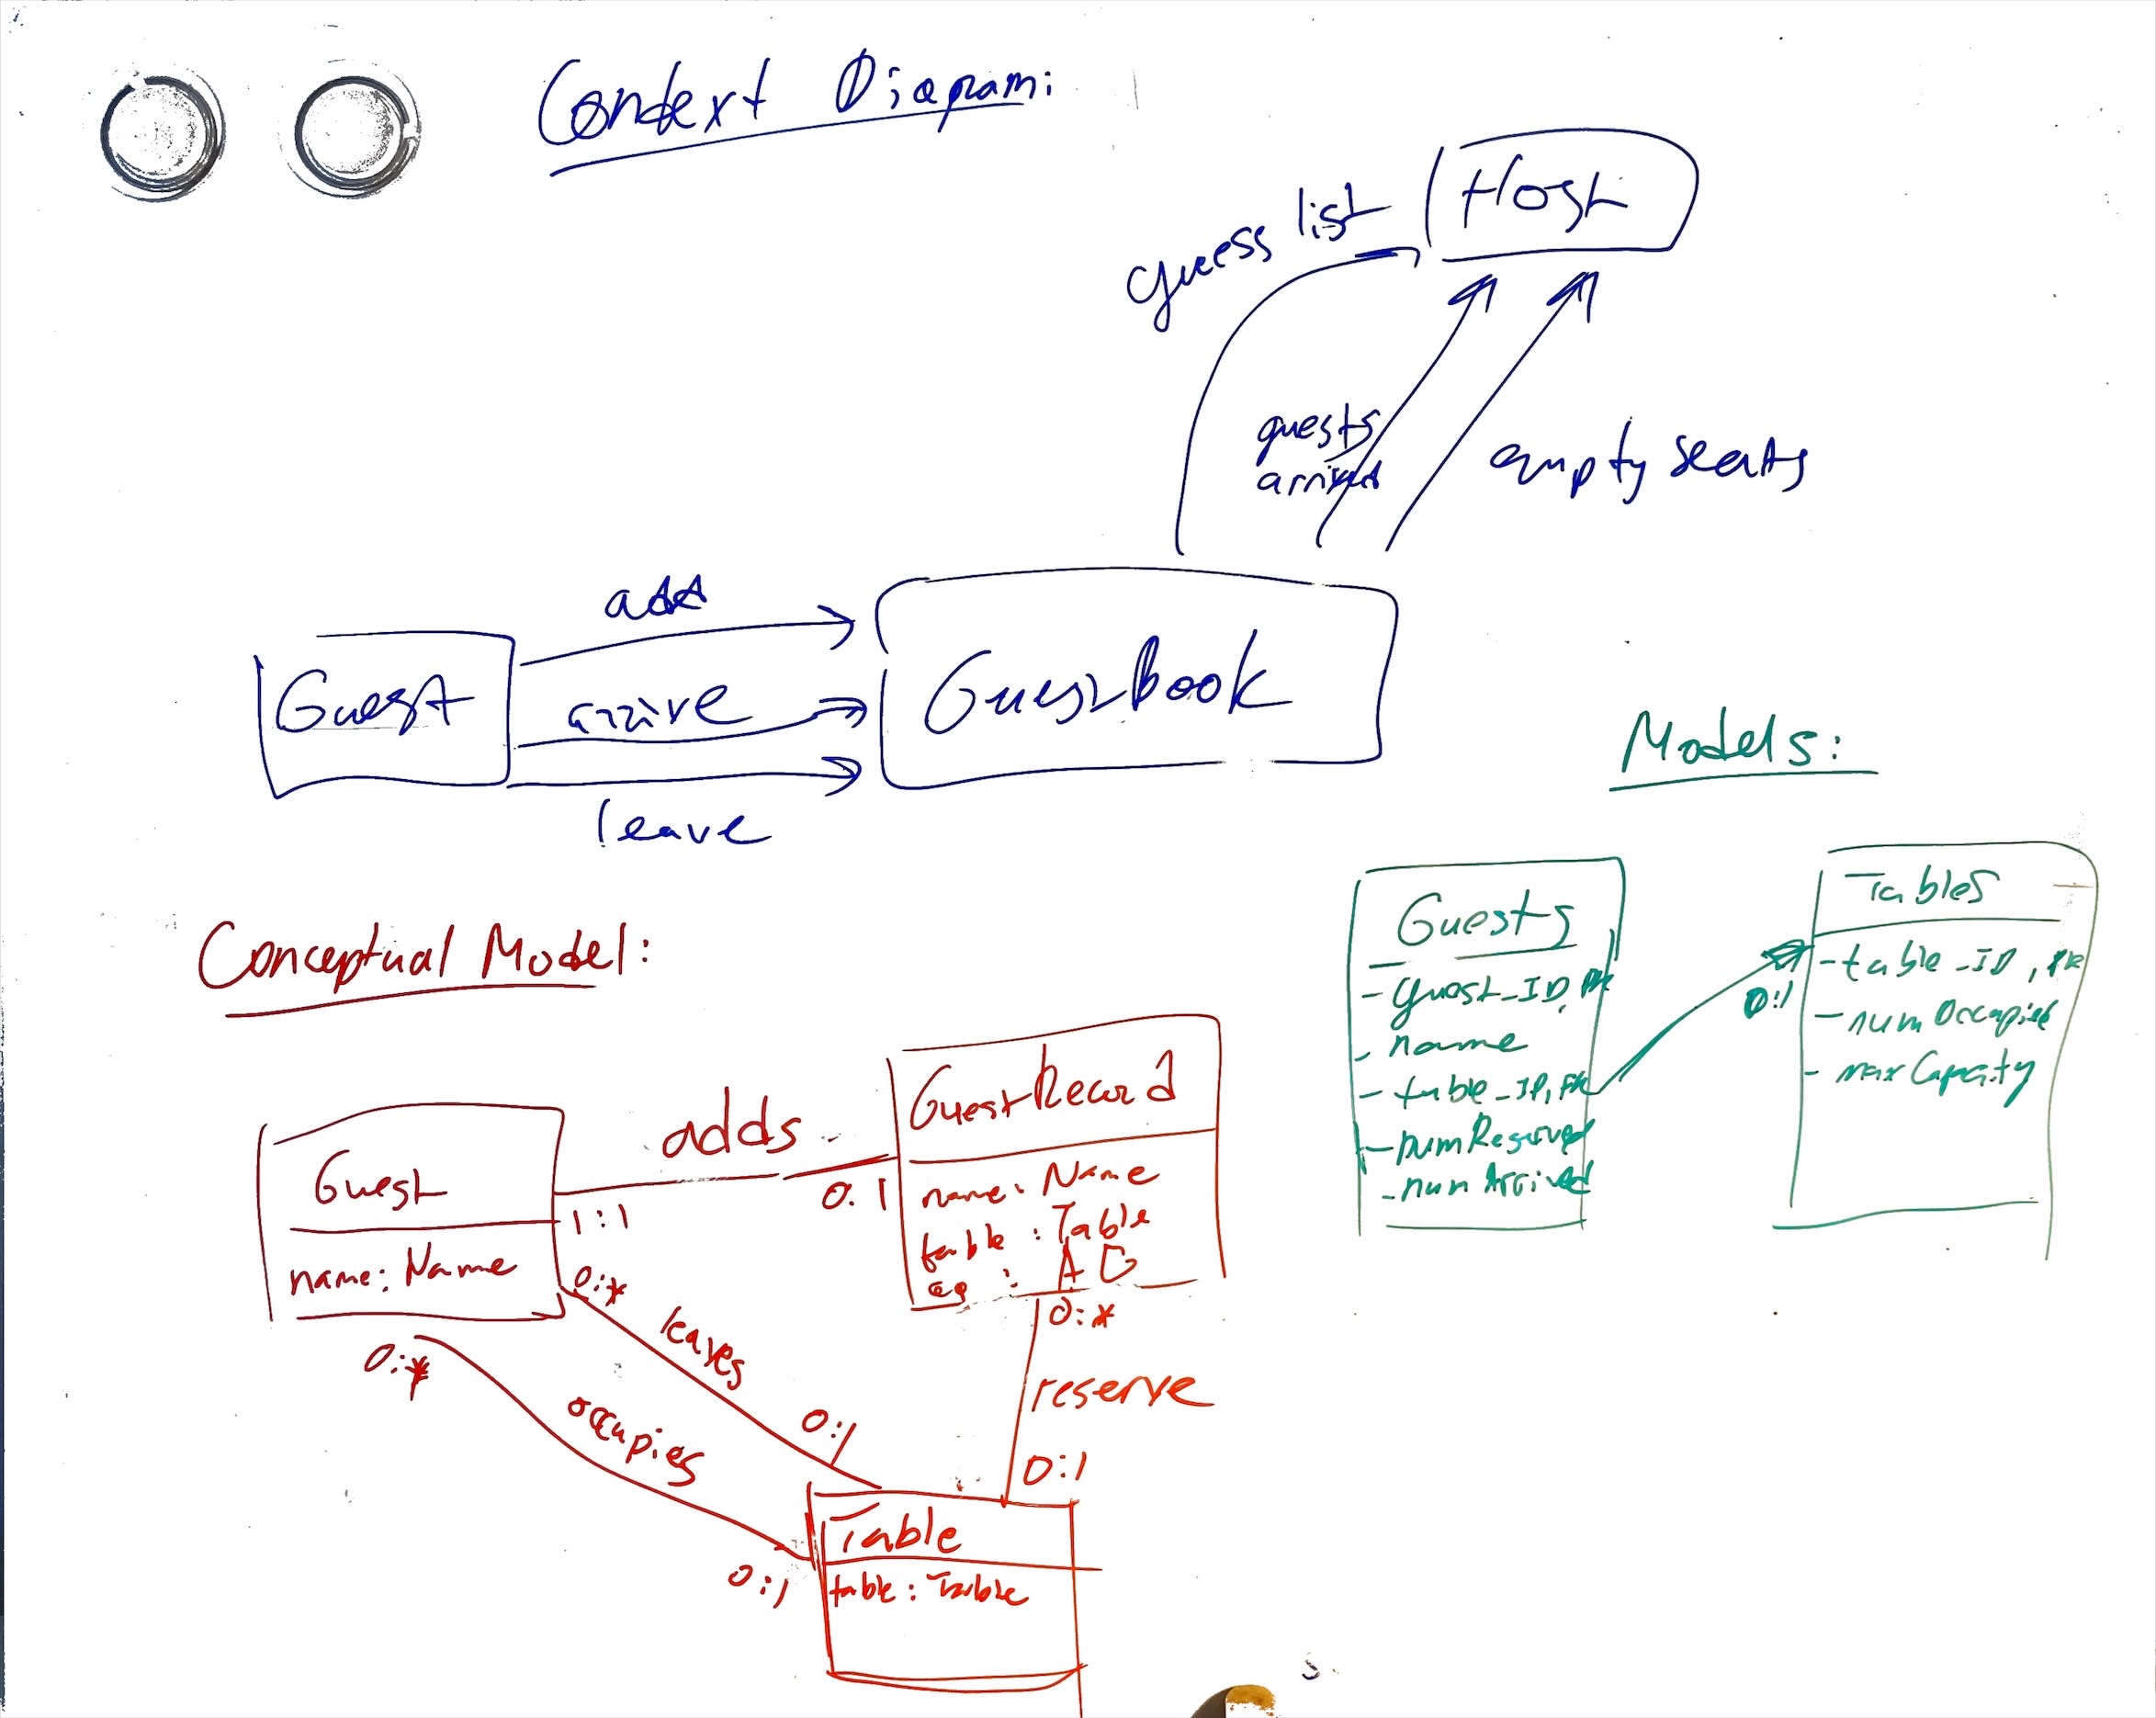 Context Diagram:
Host
guess list
guests
arrived
empty seats
add
Guest
arrive
Guestbook
leave
Models:
Guests
- guest_ID, PK
- name
- table_ID, FK
- numReserved
- numArrived
Tables
- table_ID, PK
- numOccupied
- maxCapacity
0:1
Conceptual Model:
Guest
name: Name
adds
1:1
0:1
GuestRecord
name: Name
table: Table
0:*
leaves
0:1
0:*
occupies
0:1
0:*
reserve
0:1
Table
table: Table